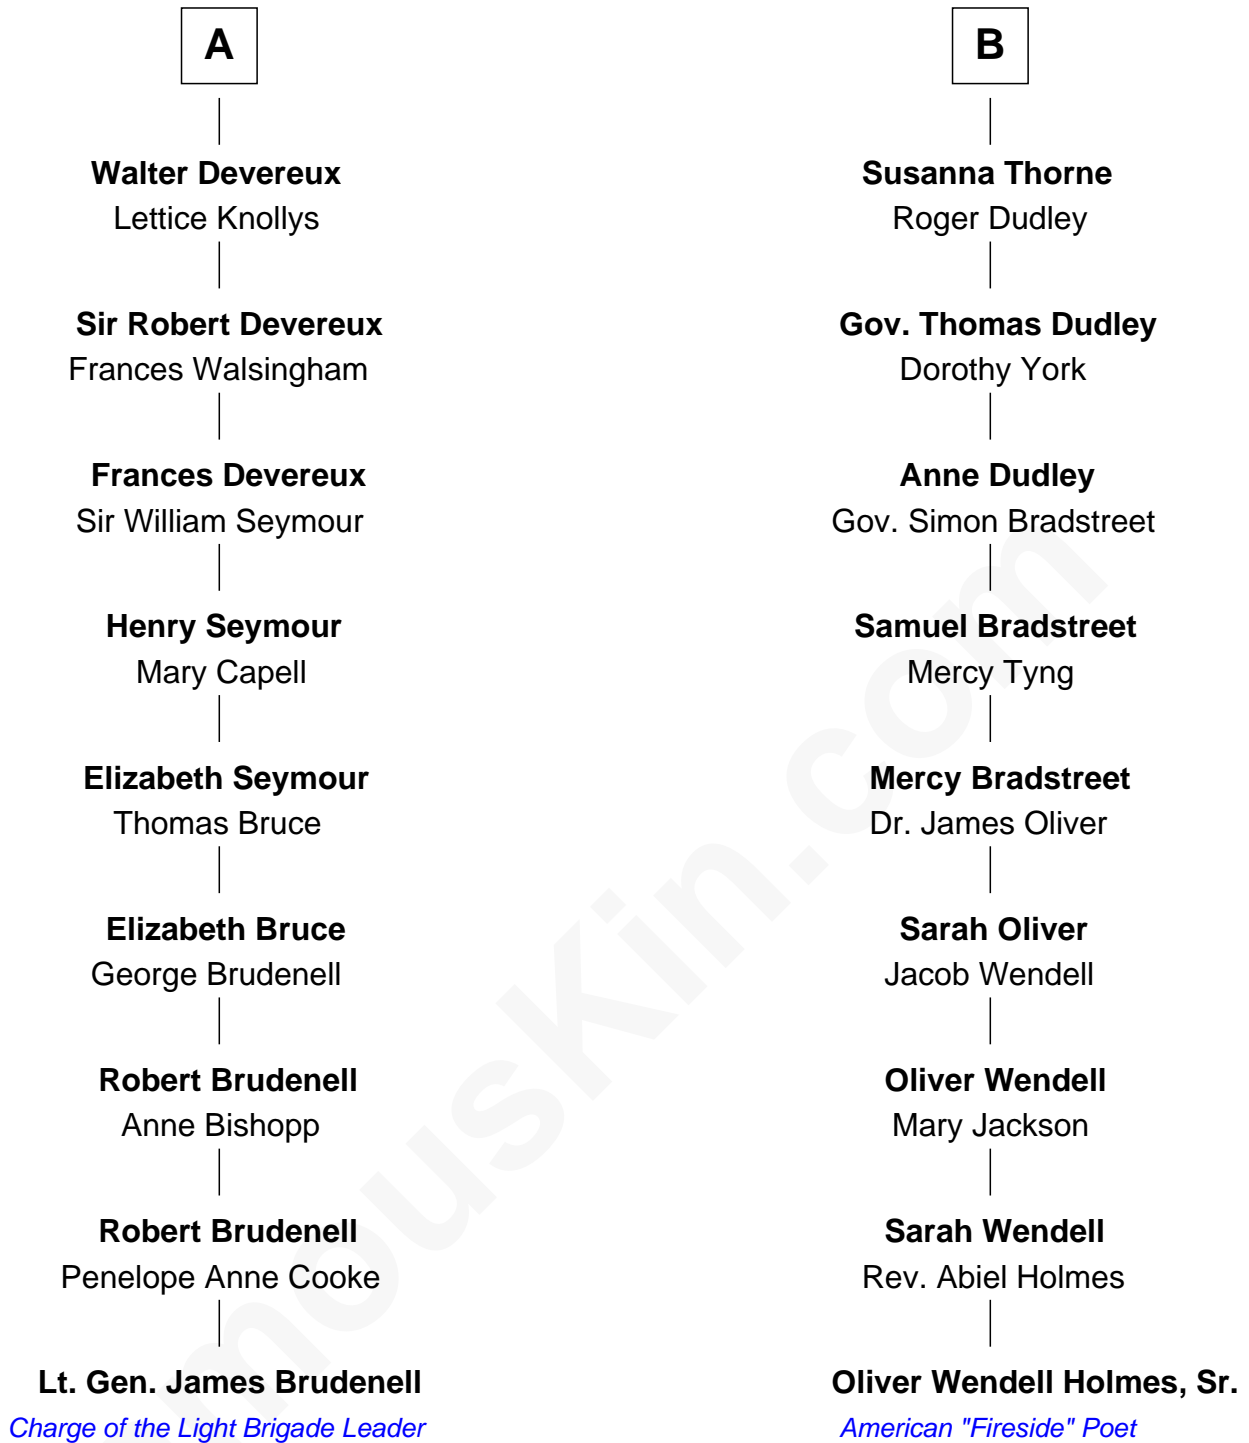 A
Walter Devereux
Lettice Knollys
Sir Robert Devereux
Frances Walsingham
Frances Devereux
Sir William Seymour
Henry Seymour
Mary Capell
Elizabeth Seymour
Thomas Bruce
Elizabeth Bruce
George Brudenell
Robert Brudenell
Anne Bishopp
Robert Brudenell
Penelope Anne Cooke
Lt. Gen. James Brudenell
Charge of the Light Brigade Leader
B
Susanna Thorne
Roger Dudley
Gov. Thomas Dudley
Dorothy York
Anne Dudley
Gov. Simon Bradstreet
Samuel Bradstreet
Mercy Tyng
Mercy Bradstreet
Dr. James Oliver
Sarah Oliver
Jacob Wendell
Oliver Wendell
Mary Jackson
Sarah Wendell
Rev. Abiel Holmes
Oliver Wendell Holmes, Sr.
American "Fireside" Poet
mousKin.com